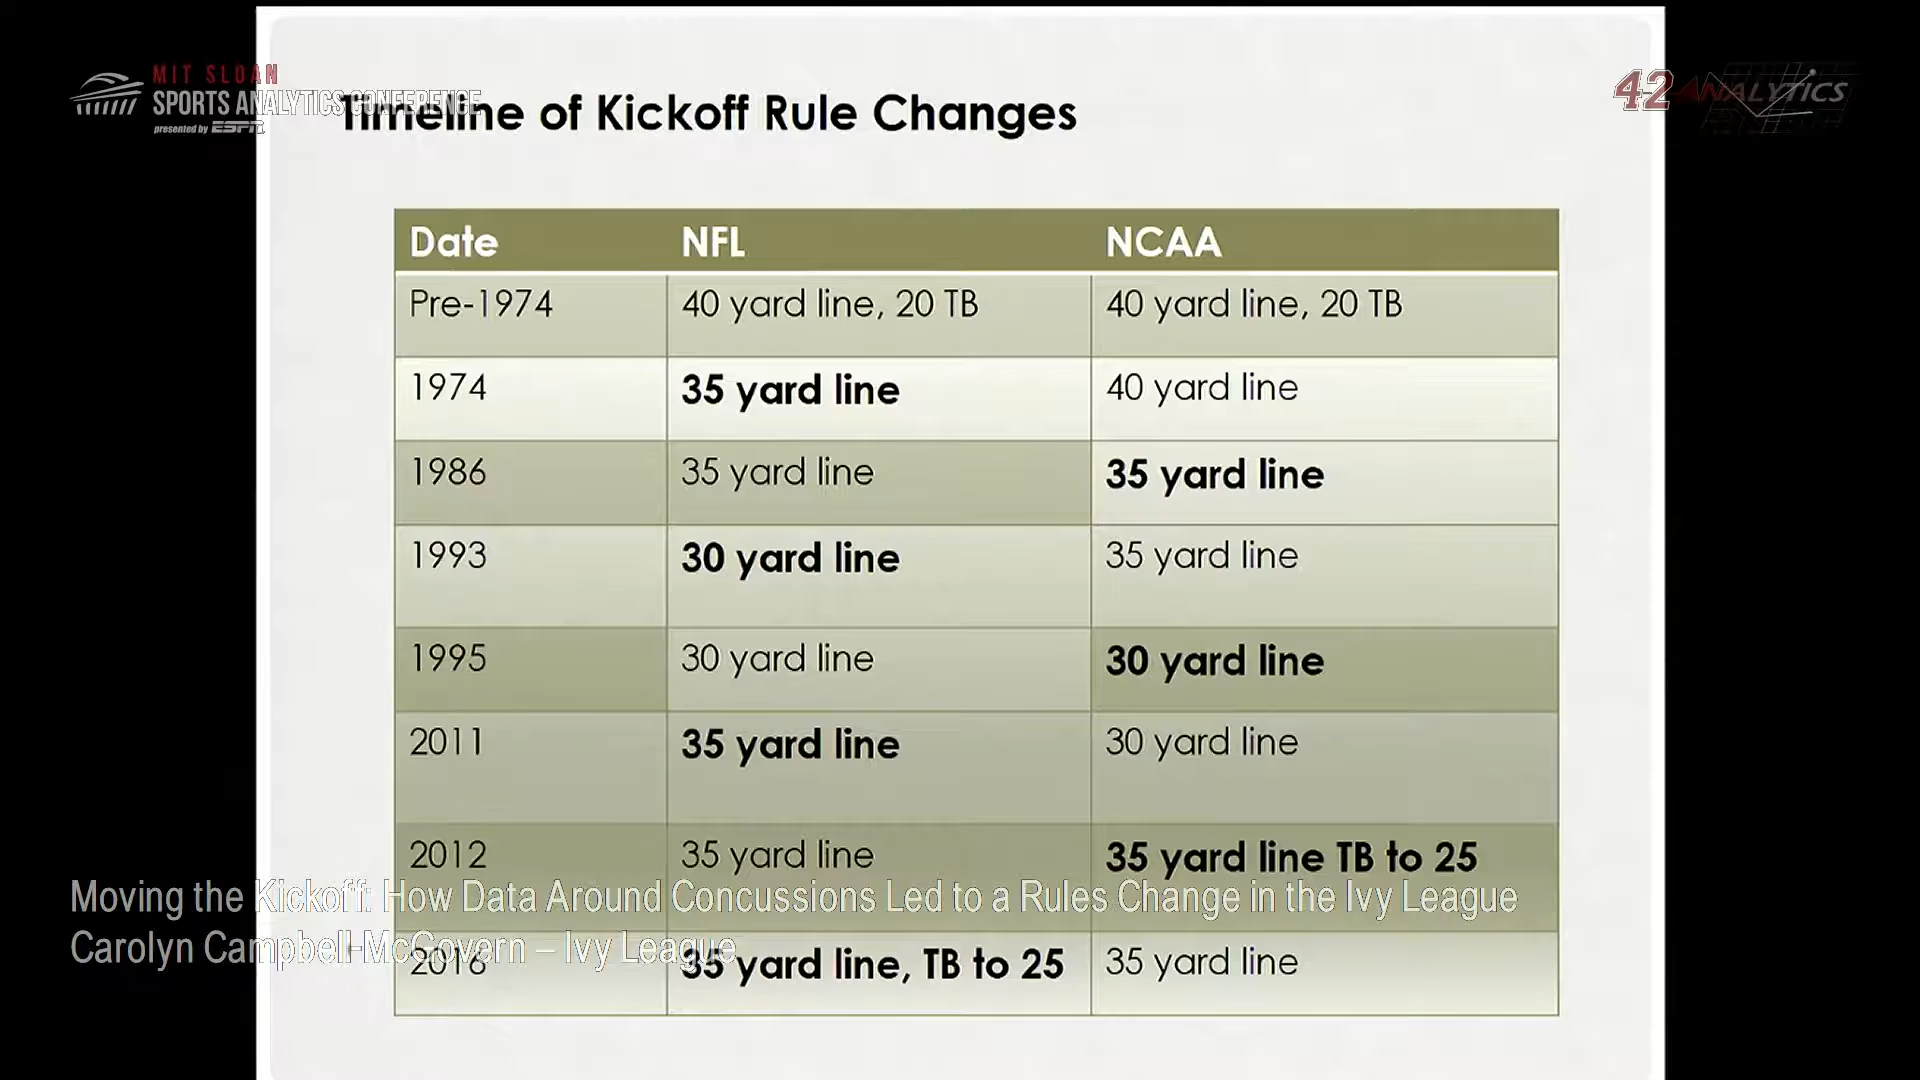 MIT SLOAN
SPORTS ANALYTICS CONFERENCE
presented by ESPN
42 ANALYTICS
Timeline of Kickoff Rule Changes
Date NFL NCAA
Pre-1974 40 yard line, 20 TB 40 yard line, 20 TB
1974 35 yard line 40 yard line
1986 35 yard line 35 yard line
1993 30 yard line 35 yard line
1995 30 yard line 30 yard line
2011 35 yard line 30 yard line
2012 35 yard line 35 yard line TB to 25
2016 35 yard line, TB to 25 35 yard line
Moving the Kickoff: How Data Around Concussions Led to a Rules Change in the Ivy League
Carolyn Campbell-McGovern – Ivy League